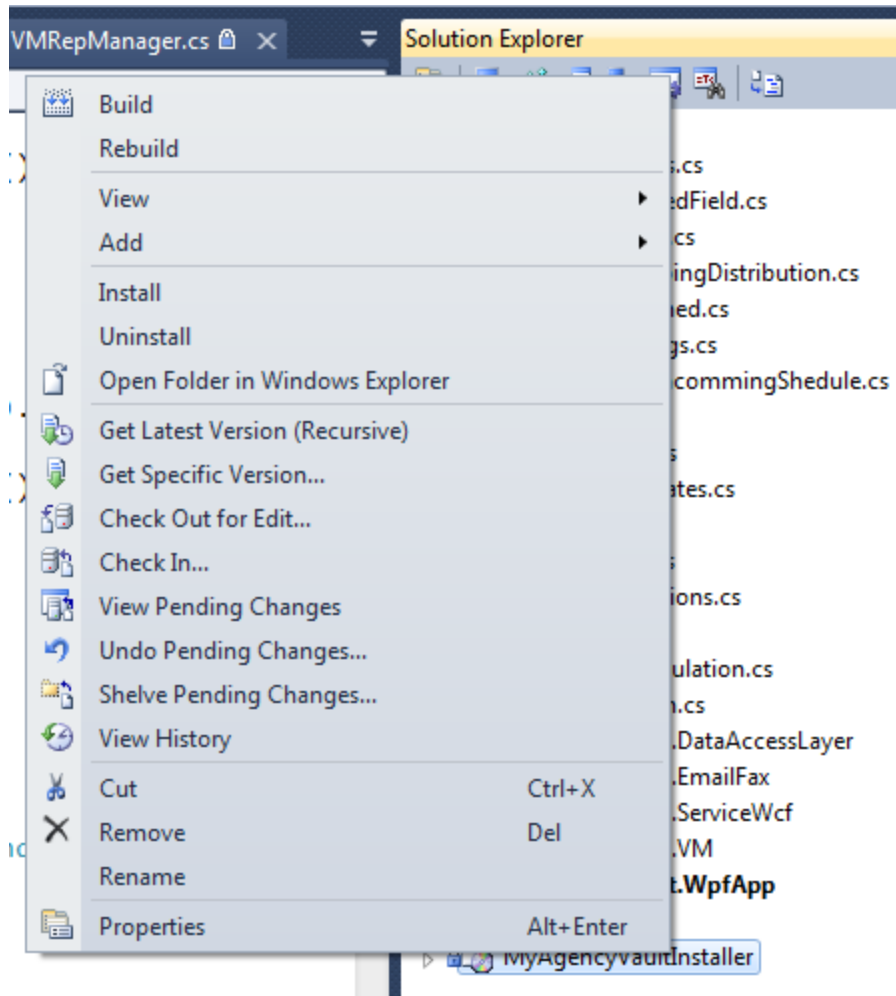 VMRepManager.cs
Solution Explorer
Build
Rebuild
View
Add
Install
Uninstall
Open Folder in Windows Explorer
Get Latest Version (Recursive)
Get Specific Version...
Check Out for Edit...
Check In...
View Pending Changes
Undo Pending Changes...
Shelve Pending Changes...
View History
Cut Ctrl+X
Remove Del
Rename
Properties Alt+Enter
s.cs
edField.cs
.cs
ingDistribution.cs
ned.cs
gs.cs
commingShedule.cs
s
ates.cs
s
ions.cs
ulation.cs
n.cs
.DataAccessLayer
.EmailFax
.ServiceWcf
.VM
t.WpfApp
MyAgencyVaultInstaller